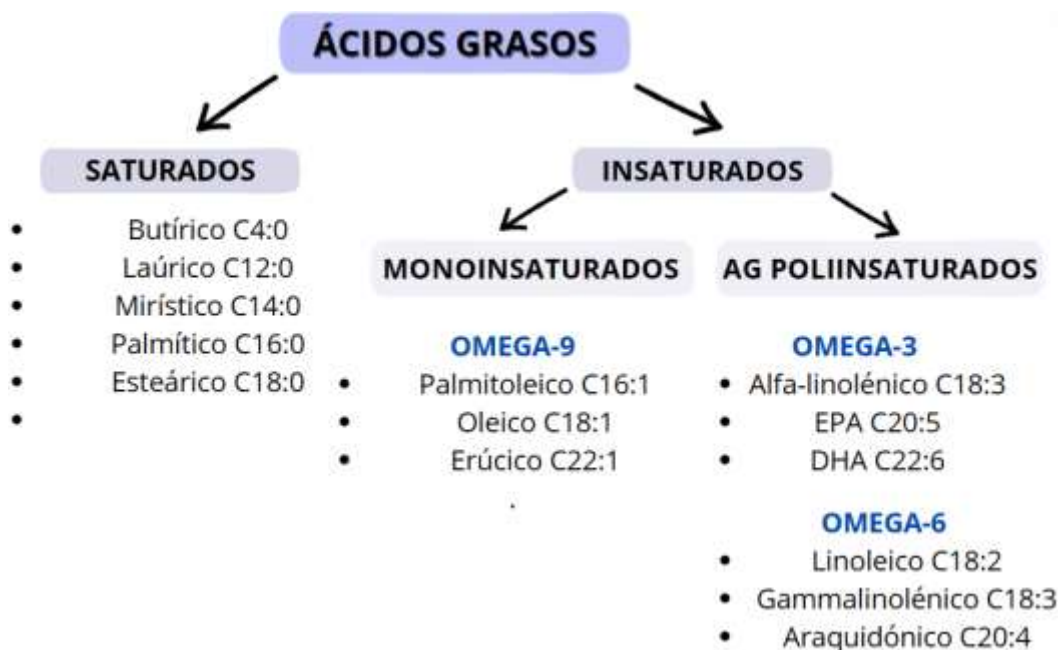 ÁCIDOS GRASOS
SATURADOS
• Butírico C4:0
• Laúrico C12:0
• Mirístico C14:0
• Palmítico C16:0
• Esteárico C18:0
•
INSATURADOS
MONOINSATURADOS
OMEGA-9
• Palmitoleico C16:1
• Oleico C18:1
• Erúcico C22:1
.
AG POLIINSATURADOS
OMEGA-3
• Alfa-linolénico C18:3
• EPA C20:5
• DHA C22:6
OMEGA-6
• Linoleico C18:2
• Gammalinolénico C18:3
• Araquidónico C20:4